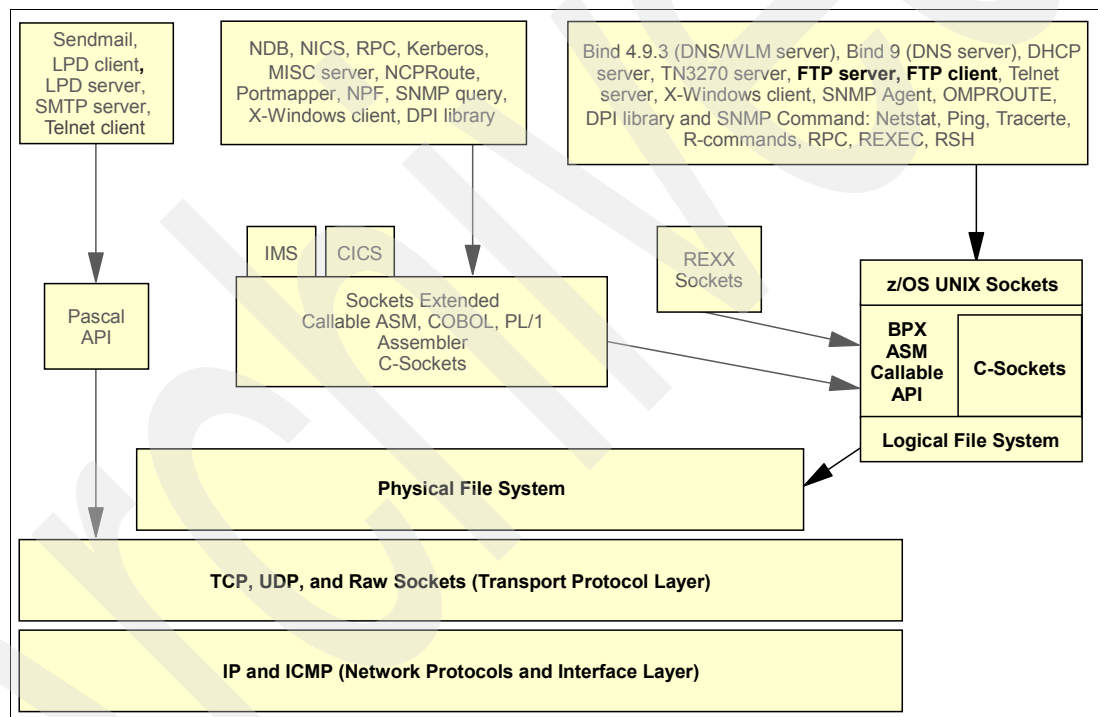 Sendmail,
LPD client,
LPD server,
SMTP server,
Telnet client
NDB, NICS, RPC, Kerberos,
MISC server, NCPRoute,
Portmapper, NPF, SNMP query,
X-Windows client, DPI library
Bind 4.9.3 (DNS/WLM server), Bind 9 (DNS server), DHCP
server, TN3270 server, FTP server, FTP client, Telnet
server, X-Windows client, SNMP Agent, OMPROUTE,
DPI library and SNMP Command: Netstat, Ping, Tracerte,
R-commands, RPC, REXEC, RSH
IMS
CICS
REXX
Sockets
Pascal
API
Sockets Extended
Callable ASM, COBOL, PL/1
Assembler
C-Sockets
z/OS UNIX Sockets
BPX
ASM
Callable
API
C-Sockets
Logical File System
Physical File System
TCP, UDP, and Raw Sockets (Transport Protocol Layer)
IP and ICMP (Network Protocols and Interface Layer)